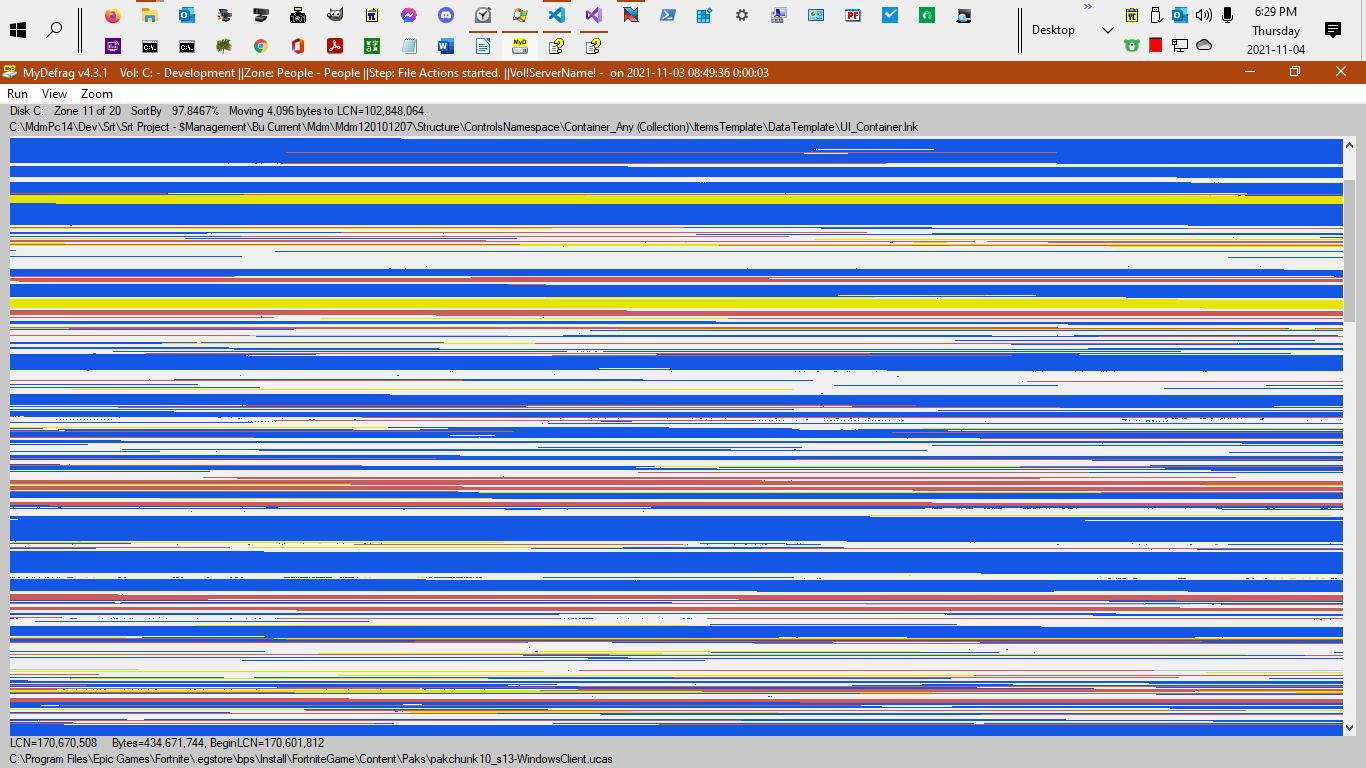 Desktop
6:29 PM
Thursday
2021-11-04
MyDefrag v4.3.1 Vol: C: - Development ||Zone: People - People ||Step: File Actions started. ||Vol!ServerName! - on 2021-11-03 08:49:36 0:00:03
Run View Zoom
Disk C: Zone 11 of 20 SortBy 97.8467% Moving 4,096 bytes to LCN=102,848,064.
C:\MdmPc14\Dev\Srt\Srt Project - $Management\Bu Current\Mdm\Mdm120101207\Structure\ControlsNamespace\Container_Any (Collection)\ItemsTemplate\DataTemplate\UI_Container.lnk
LCN=170,670,508 Bytes=434,671,744, BeginLCN=170,601,812
C:\Program Files\Epic Games\Fortnite\.egstore\bps\Install\FortniteGame\Content\Paks\pakchunk10_s13-WindowsClient.ucas